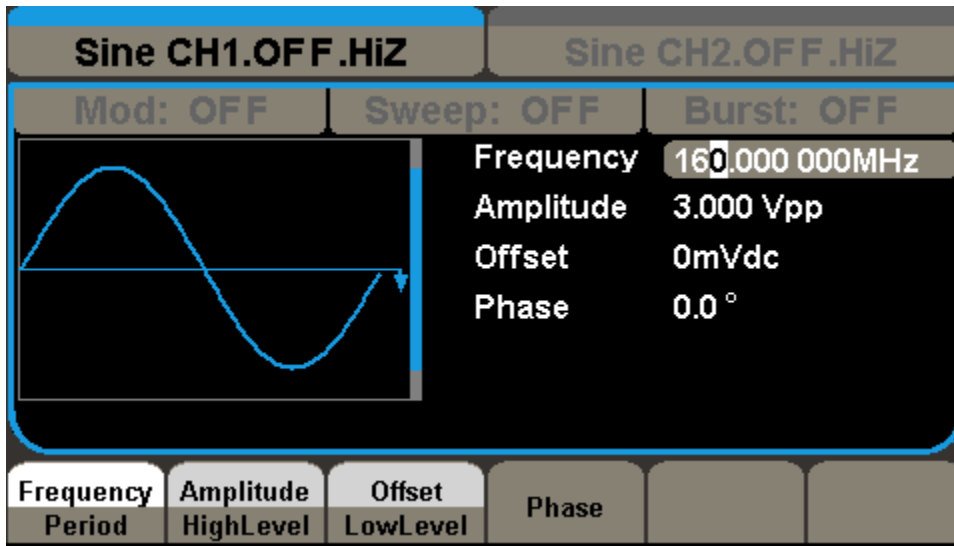 Sine CH1.OFF.HiZ
Sine CH2.OFF.HiZ
Mod: OFF
Sweep: OFF
Burst: OFF
Frequency 160.000 000MHz
Amplitude 3.000 Vpp
Offset 0mVdc
Phase 0.0 °
Frequency
Period
Amplitude
HighLevel
Offset
LowLevel
Phase